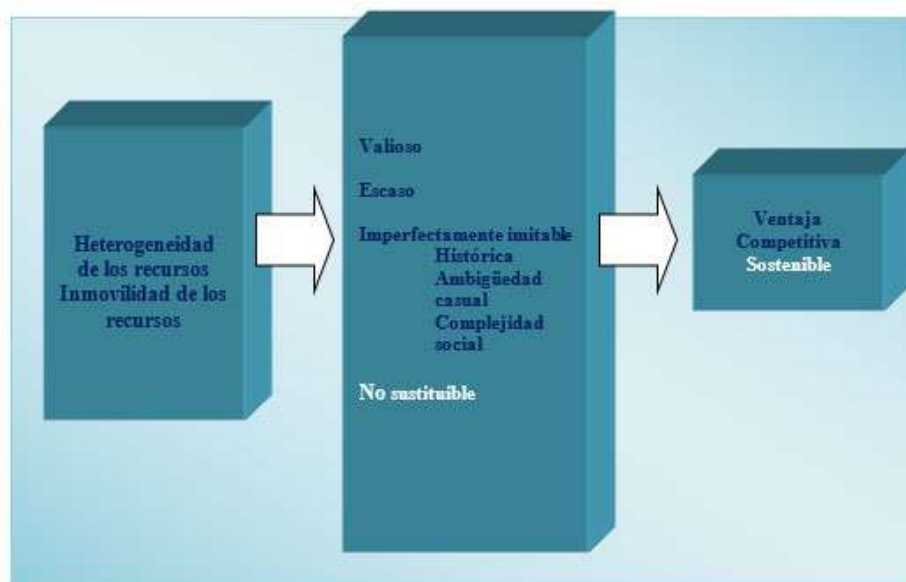 Heterogeneidad
de los recursos
Inmovilidad de los
recursos
Valioso
Escaso
Imperfectamente imitable
Histórica
Ambigüedad
casual
Complejidad
social
No sustituible
Ventaja
Competitiva
Sostenible